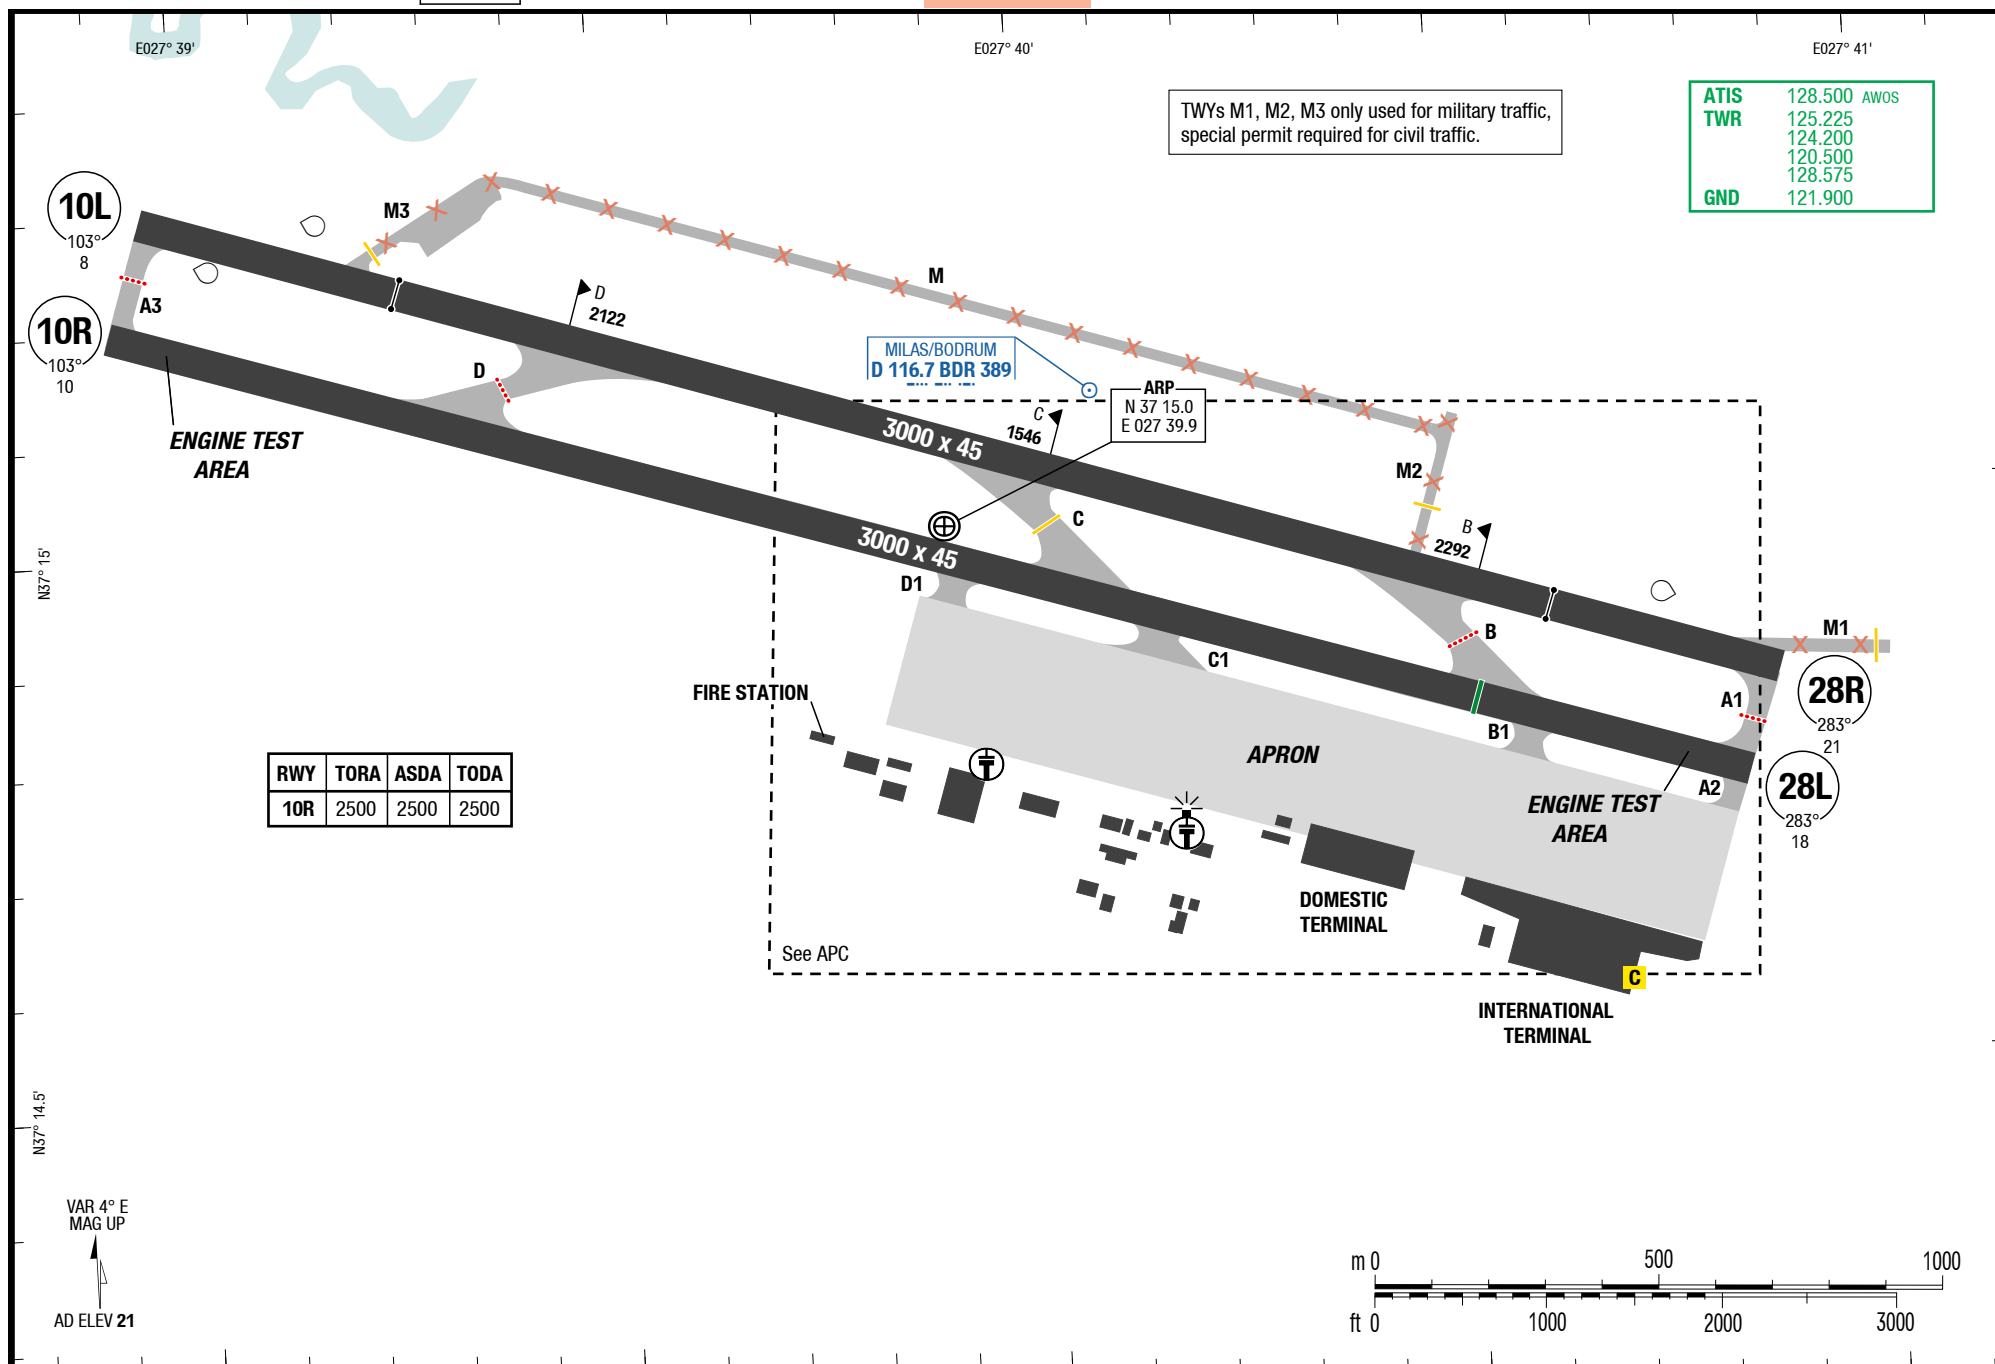 E027° 39'
E027° 40'
E027° 41'
TWYs M1, M2, M3 only used for military traffic,
special permit required for civil traffic.
ATIS 128.500 AWOS
TWR 125.225
124.200
120.500
128.575
GND 121.900
10L
103°
8
M3
A3
10R
103°
10
D
2122
M
MILAS/BODRUM
D 116.7 BDR 389
ARP
N 37 15.0
E 027 39.9
D
ENGINE TEST
AREA
C
1546
3000 x 45
M2
C
B
2292
3000 x 45
N37° 15'
D1
B
M1
C1
28R
283°
21
A1
FIRE STATION
B1
APRON
A2
28L
283°
18
ENGINE TEST
AREA
RWY TORA ASDA TODA
10R 2500 2500 2500
DOMESTIC
TERMINAL
See APC
C
INTERNATIONAL
TERMINAL
N37° 14.5'
VAR 4° E
MAG UP
AD ELEV 21
m 0 500 1000
ft 0 1000 2000 3000